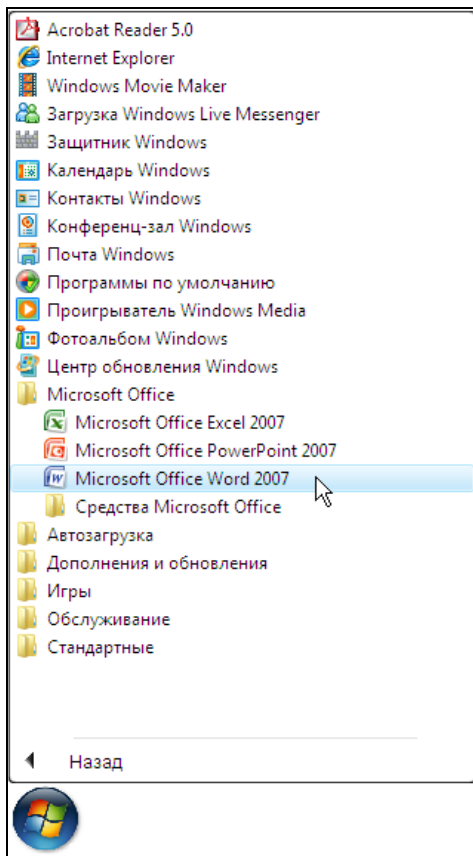 Acrobat Reader 5.0
Internet Explorer
Windows Movie Maker
Загрузка Windows Live Messenger
Защитник Windows
Календарь Windows
Контакты Windows
Конференц-зал Windows
Почта Windows
Программы по умолчанию
Проигрыватель Windows Media
Фотоальбом Windows
Центр обновления Windows
Microsoft Office
Microsoft Office Excel 2007
Microsoft Office PowerPoint 2007
Microsoft Office Word 2007
Средства Microsoft Office
Автозагрузка
Дополнения и обновления
Игры
Обслуживание
Стандартные
Назад